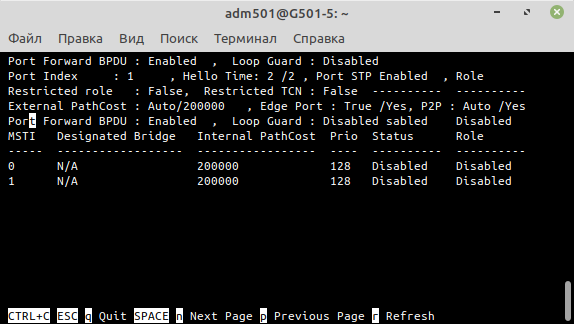 adm501@G501-5: ~
Файл Правка Вид Поиск Терминал Справка
Port Forward BPDU : Enabled  ,  Loop Guard : Disabled
Port Index     : 1     , Hello Time: 2 /2 , Port STP Enabled  , Role
Restricted role   : False,  Restricted TCN : False  ----------  ----------
External PathCost : Auto/200000  , Edge Port : True /Yes, P2P : Auto /Yes
Port Forward BPDU : Enabled  ,  Loop Guard : Disabled sabled    Disabled
MSTI   Designated Bridge   Internal PathCost  Prio  Status      Role
-----  ------------------  -----------------  ----  ----------  ----------
0      N/A                 200000             128   Disabled    Disabled
1      N/A                 200000             128   Disabled    Disabled
CTRL+C ESC q Quit SPACE n Next Page p Previous Page r Refresh